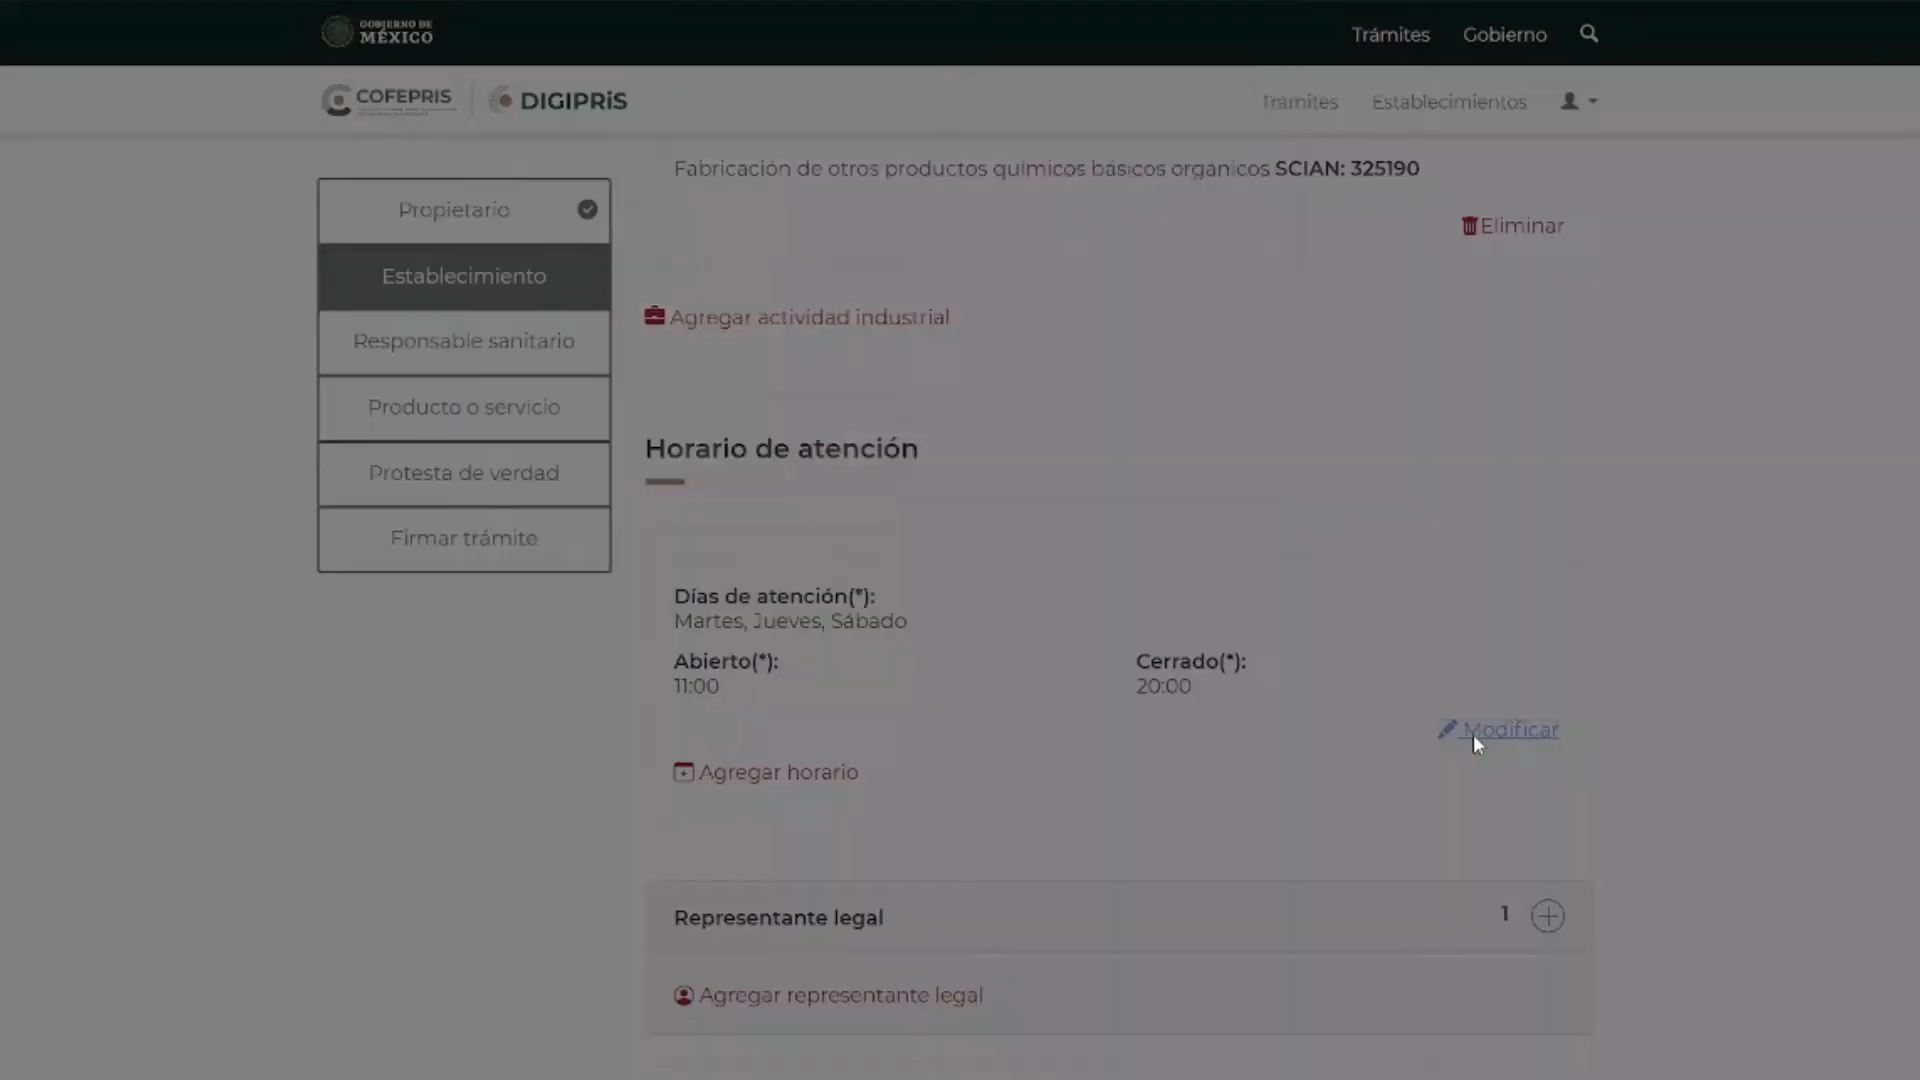 GOBIERNO DE
MÉXICO
Trámites
Gobierno
COFEPRIS
DIGIPRiS
Trámites
Establecimientos
Fabricación de otros productos químicos básicos orgánicos SCIAN: 325190
Propietario
Eliminar
Establecimiento
Agregar actividad industrial
Responsable sanitario
Producto o servicio
Horario de atención
Protesta de verdad
Firmar trámite
Días de atención(*):
Martes, Jueves, Sábado
Abierto(*):
Cerrado(*):
11:00
20:00
Modificar
Agregar horario
Representante legal
1
Agregar representante legal